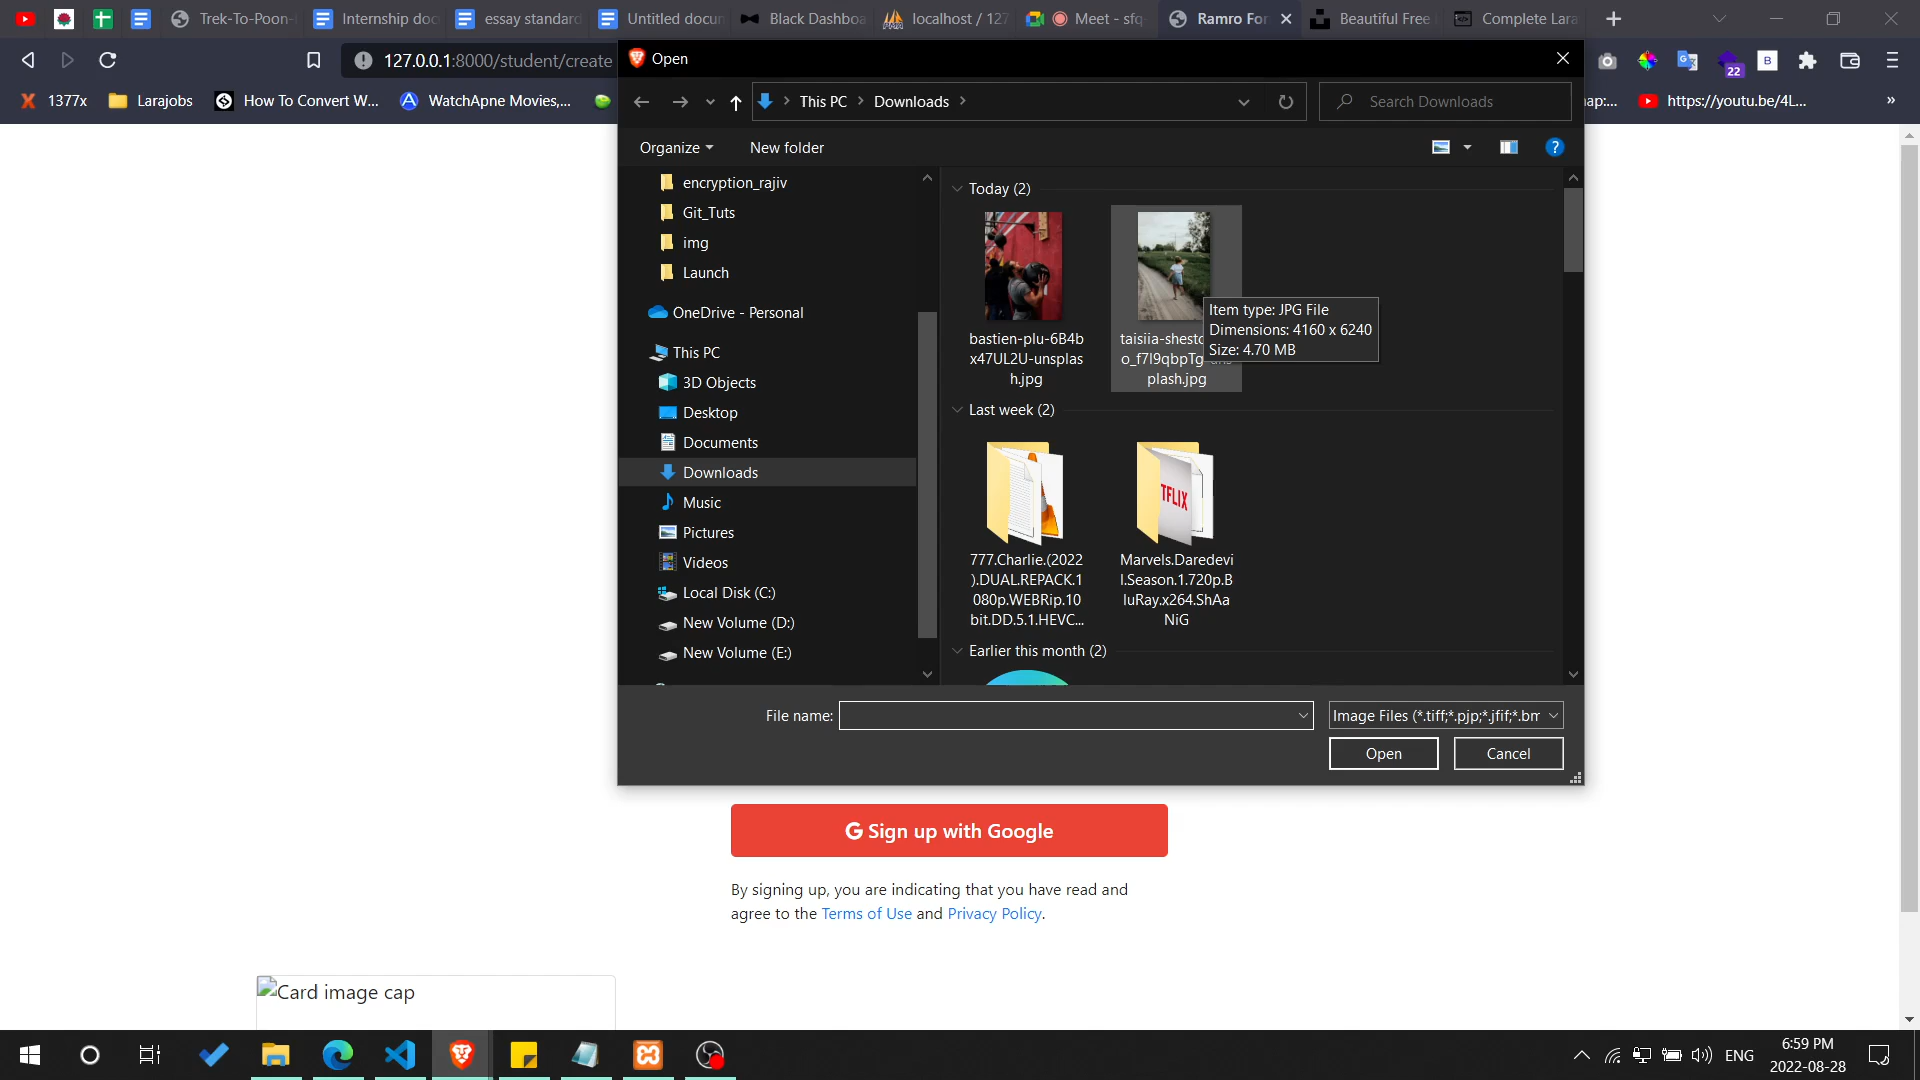 Trek-To-Poon-
Internship doc
essay standard
Untitled docun
Black Dashboa
localhost / 127
Meet - sfq-
Ramro For
Beautiful Free
Complete Lara
127.0.0.1:8000/student/create
22
B
1377x
Larajobs
How To Convert W...
WatchApne Movies,...
ap:...
https://youtu.be/4L...
»
Open
This PC
Downloads
Search Downloads
Organize
New folder
encryption_rajiv
Git_Tuts
img
Launch
OneDrive - Personal
This PC
3D Objects
Desktop
Documents
Downloads
Music
Pictures
Videos
Local Disk (C:)
New Volume (D:)
New Volume (E:)
Today (2)
bastien-plu-6B4b
x47UL2U-unsplas
h.jpg
taisiia-shesto
o_f7l9qbpTg
plash.jpg
Item type: JPG File
Dimensions: 4160 x 6240
Size: 4.70 MB
Last week (2)
TFLIX
777.Charlie.(2022
).DUAL.REPACK.1
080p.WEBRip.10
bit.DD.5.1.HEVC...
Marvels.Daredevi
l.Season.1.720p.B
luRay.x264.ShAa
NiG
Earlier this month (2)
File name:
Image Files (*.tiff;*.pjp;*.jfif;*.bm
Open
Cancel
G Sign up with Google
By signing up, you are indicating that you have read and
agree to the Terms of Use and Privacy Policy.
Card image cap
ENG
6:59 PM
2022-08-28